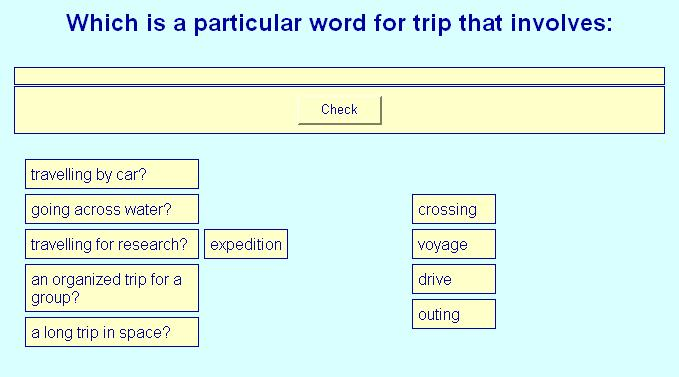 Which is a particular word for trip that involves:
Check
travelling by car?
going across water?
crossing
travelling for research?
expedition
voyage
an organized trip for a
group?
drive
outing
a long trip in space?